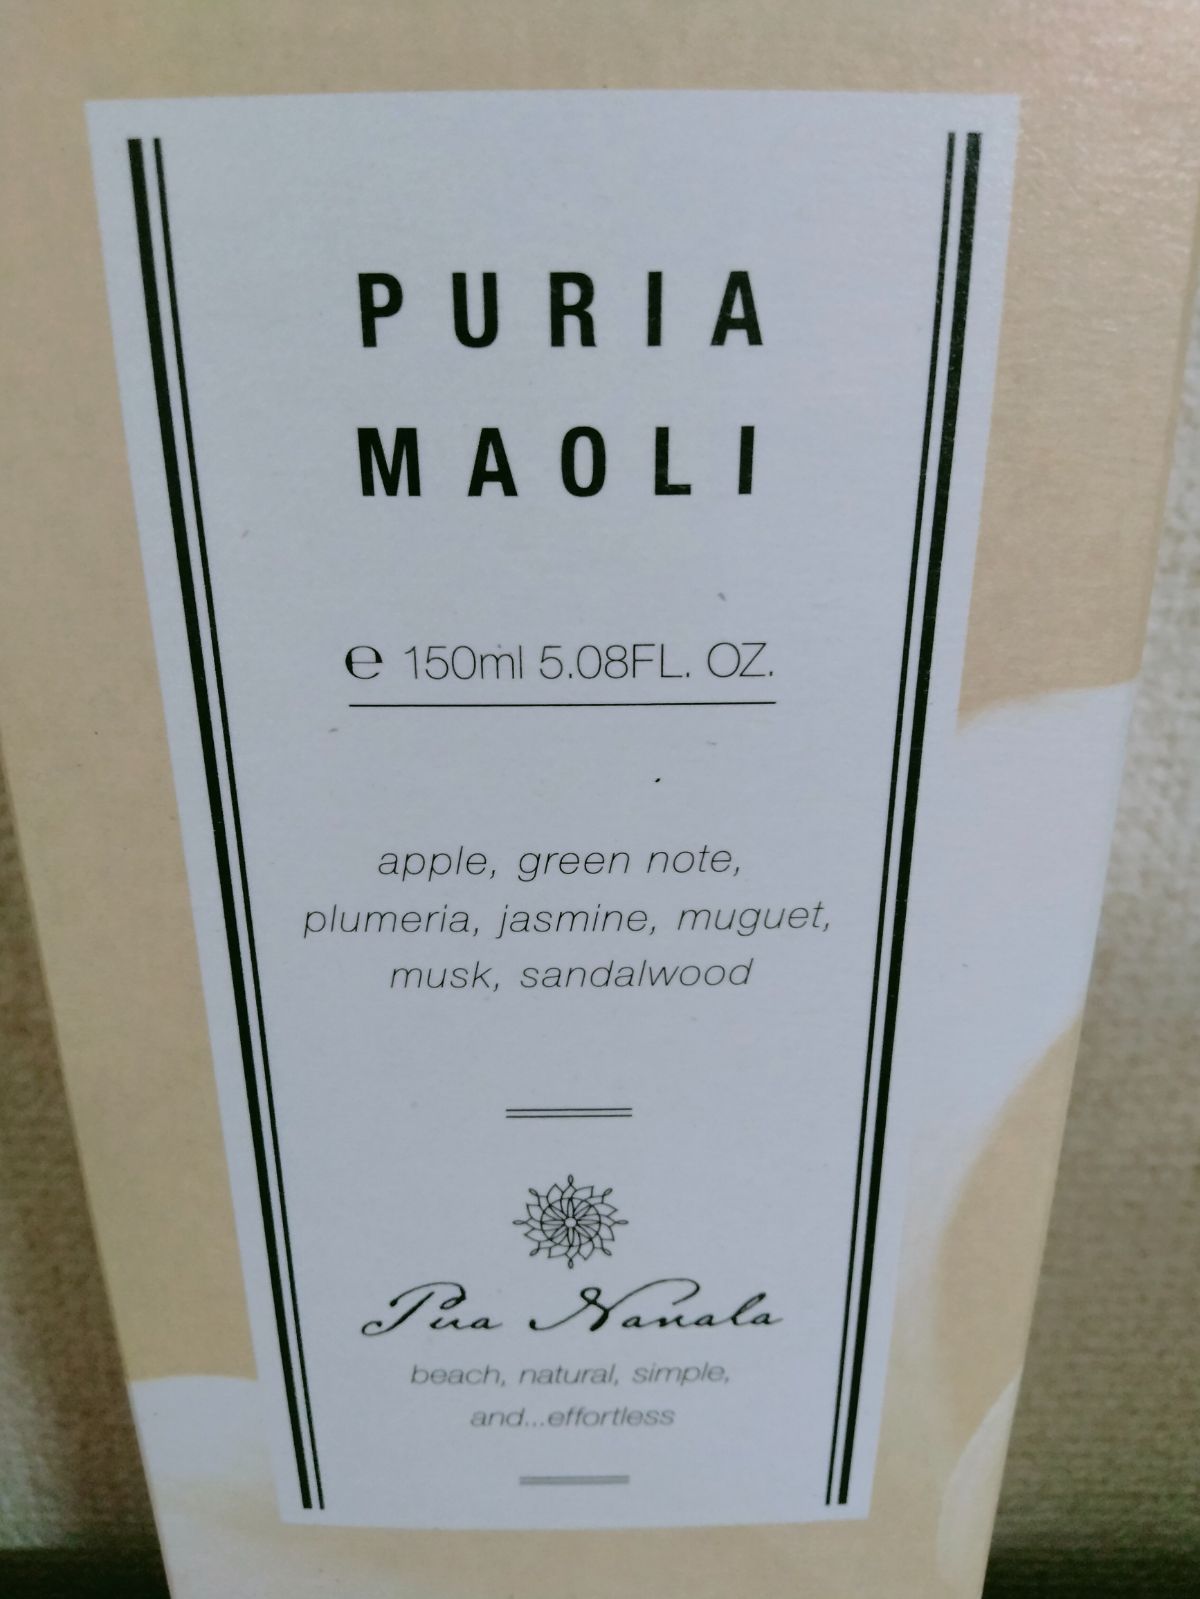 PURIA
MAOLI
℮ 150ml 5.08FL. OZ.
apple, green note,
plumeria, jasmine, muguet,
musk, sandalwood
Pua Nanala
beach, natural, simple,
and...effortless